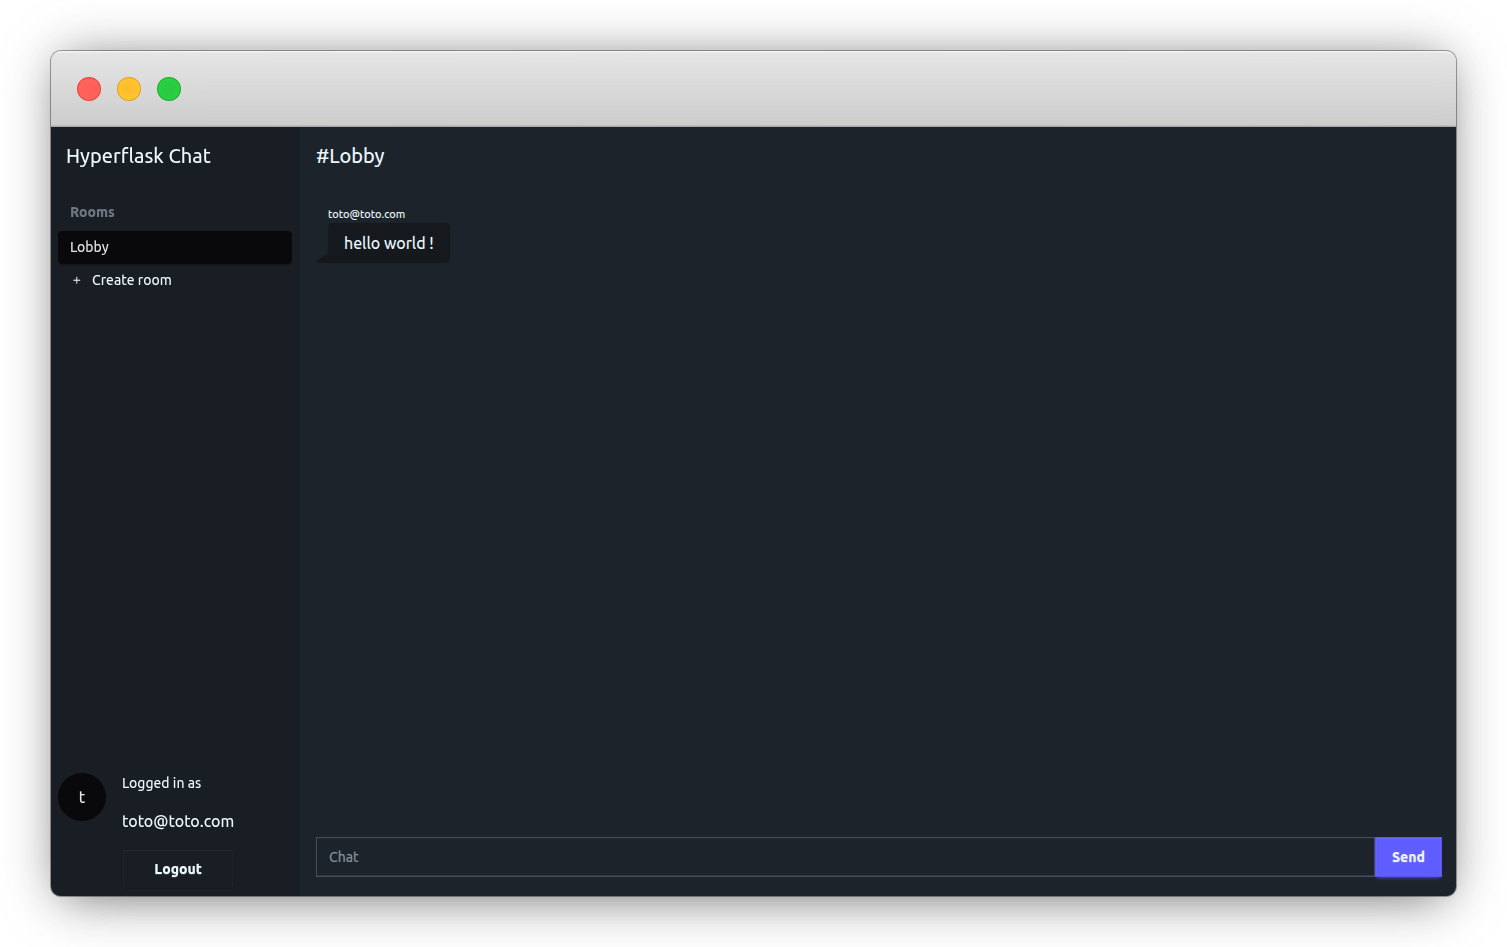 Hyperflask Chat
Rooms
Lobby
+ Create room
Logged in as
t
toto@toto.com
Logout
#Lobby
toto@toto.com
hello world !
Chat
Send